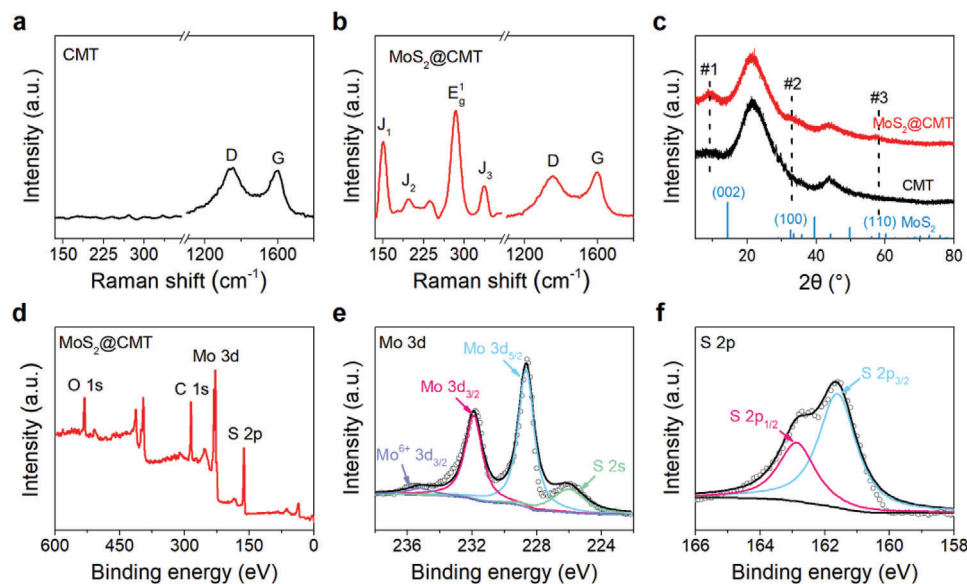 a
CMT
Intensity (a.u.)
D
G
150 225 300 1200 1600
Raman shift (cm⁻¹)
b
MoS₂@CMT
Intensity (a.u.)
J₁
J₂
E¹g
J₃
D
G
150 225 300 1200 1600
Raman shift (cm⁻¹)
c
Intensity (a.u.)
#1
#2
#3
MoS₂@CMT
CMT
(002)
(100)
(110)
MoS₂
20 40 60 80
2θ (°)
d
MoS₂@CMT
Intensity (a.u.)
O 1s
C 1s
Mo 3d
S 2p
600 450 300 150 0
Binding energy (eV)
e
Mo 3d
Intensity (a.u.)
Mo 3d₅/₂
Mo 3d₃/₂
Mo⁶⁺ 3d₃/₂
S 2s
236 232 228 224
Binding energy (eV)
f
S 2p
Intensity (a.u.)
S 2p₃/₂
S 2p₁/₂
166 164 162 160 158
Binding energy (eV)